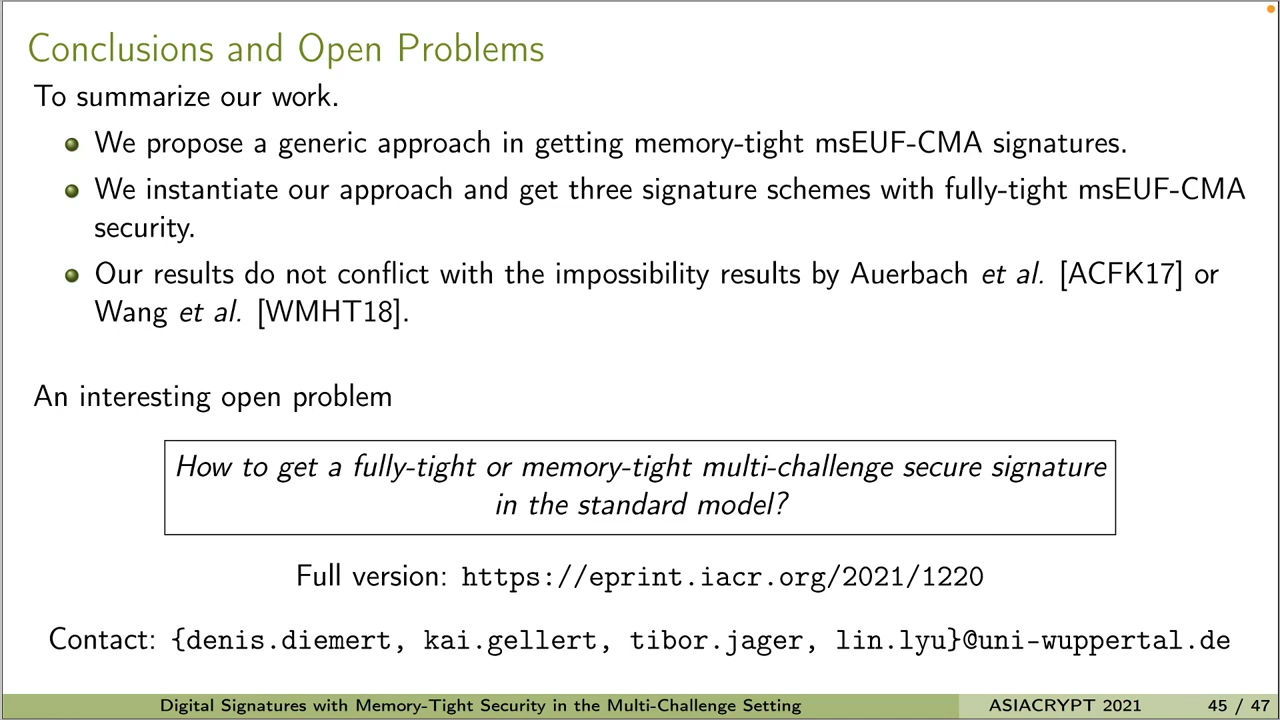 Conclusions and Open Problems
To summarize our work.
We propose a generic approach in getting memory-tight msEUF-CMA signatures.
We instantiate our approach and get three signature schemes with fully-tight msEUF-CMA
security.
Our results do not conflict with the impossibility results by Auerbach et al. [ACFK17] or
Wang et al. [WMHT18].
An interesting open problem
How to get a fully-tight or memory-tight multi-challenge secure signature
in the standard model?
Full version: https://eprint.iacr.org/2021/1220
Contact: {denis.diemert, kai.gellert, tibor.jager, lin.lyu}@uni-wuppertal.de
Digital Signatures with Memory-Tight Security in the Multi-Challenge Setting ASIACRYPT 2021 45 / 47